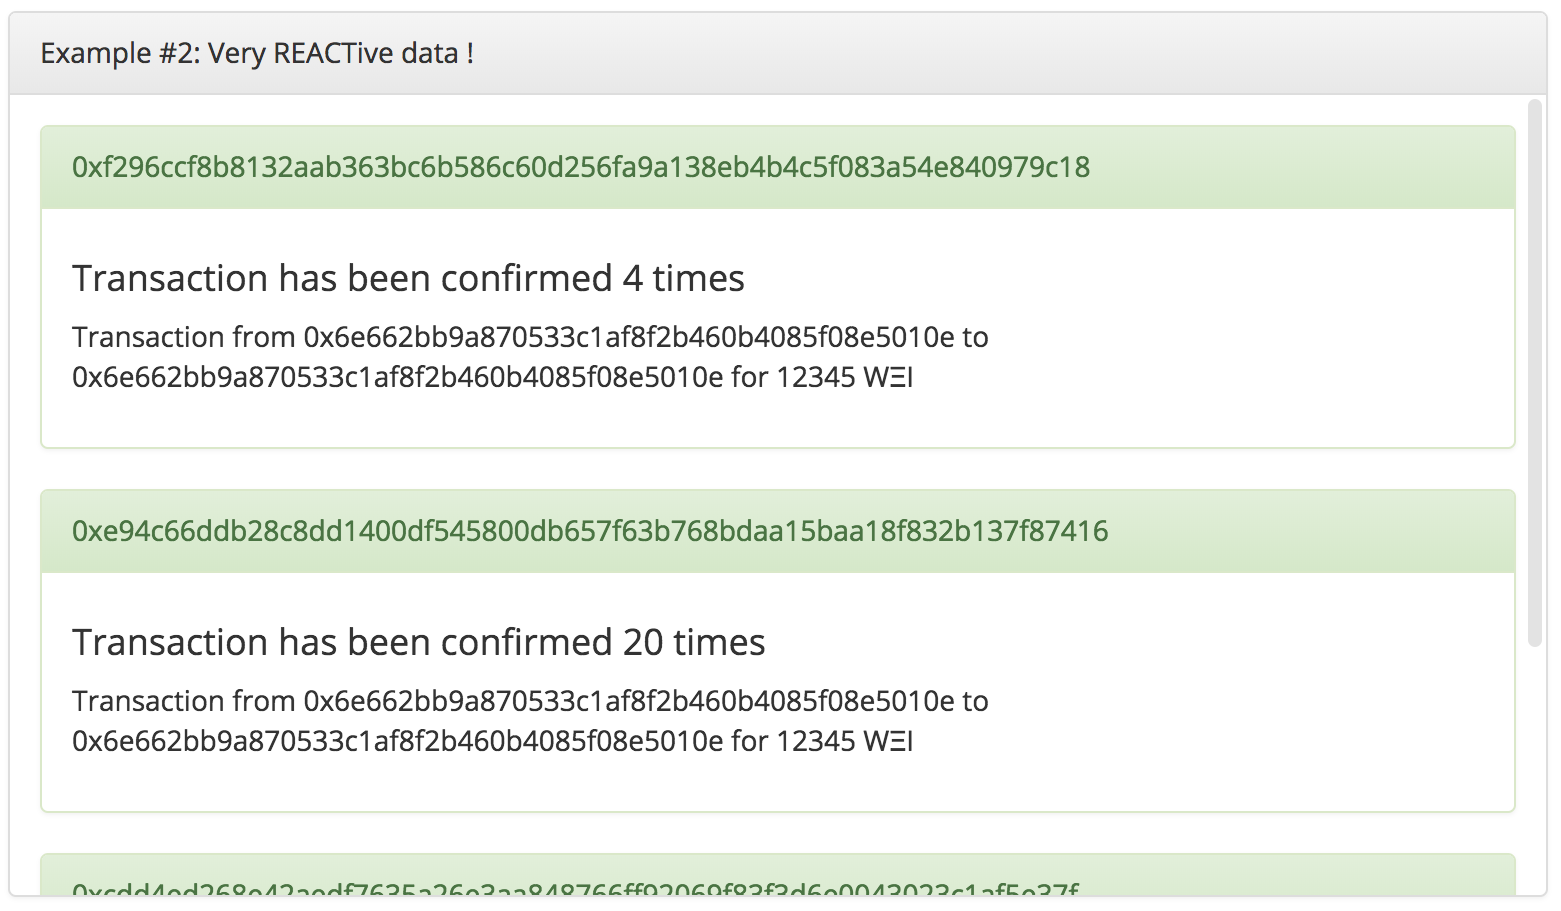 Example #2: Very REACTive data !
0xf296ccf8b8132aab363bc6b586c60d256fa9a138eb4b4c5f083a54e840979c18
Transaction has been confirmed 4 times
Transaction from 0x6e662bb9a870533c1af8f2b460b4085f08e5010e to
0x6e662bb9a870533c1af8f2b460b4085f08e5010e for 12345 WΞI
0xe94c66ddb28c8dd1400df545800db657f63b768bdaa15baa18f832b137f87416
Transaction has been confirmed 20 times
Transaction from 0x6e662bb9a870533c1af8f2b460b4085f08e5010e to
0x6e662bb9a870533c1af8f2b460b4085f08e5010e for 12345 WΞI